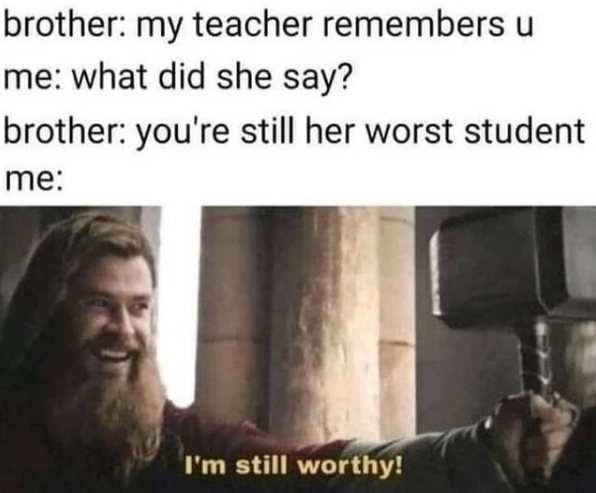 brother: my teacher remembers u
me: what did she say?
brother: you're still her worst student
me:
I'm still worthy!